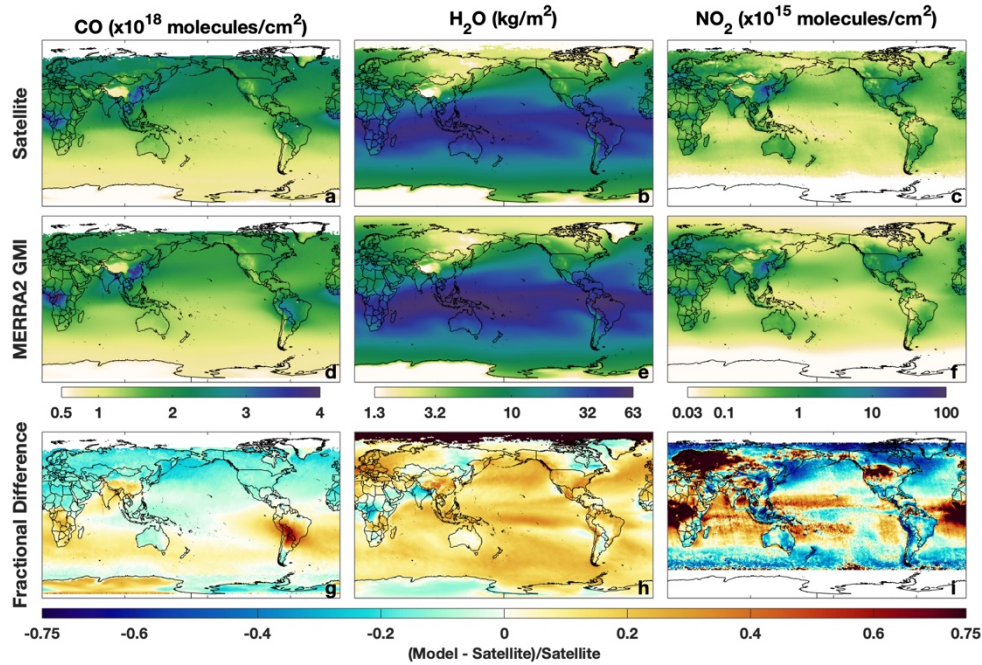 CO (x10^18 molecules/cm^2)
H2O (kg/m^2)
NO2 (x10^15 molecules/cm^2)
Satellite
a
b
c
MERRA2 GMI
d
e
f
0.5 1 2 3 4
1.3 3.2 10 32 63
0.03 0.1 1 10 100
Fractional Difference
g
h
i
-0.75 -0.6 -0.4 -0.2 0 0.2 0.4 0.6 0.75
(Model - Satellite)/Satellite